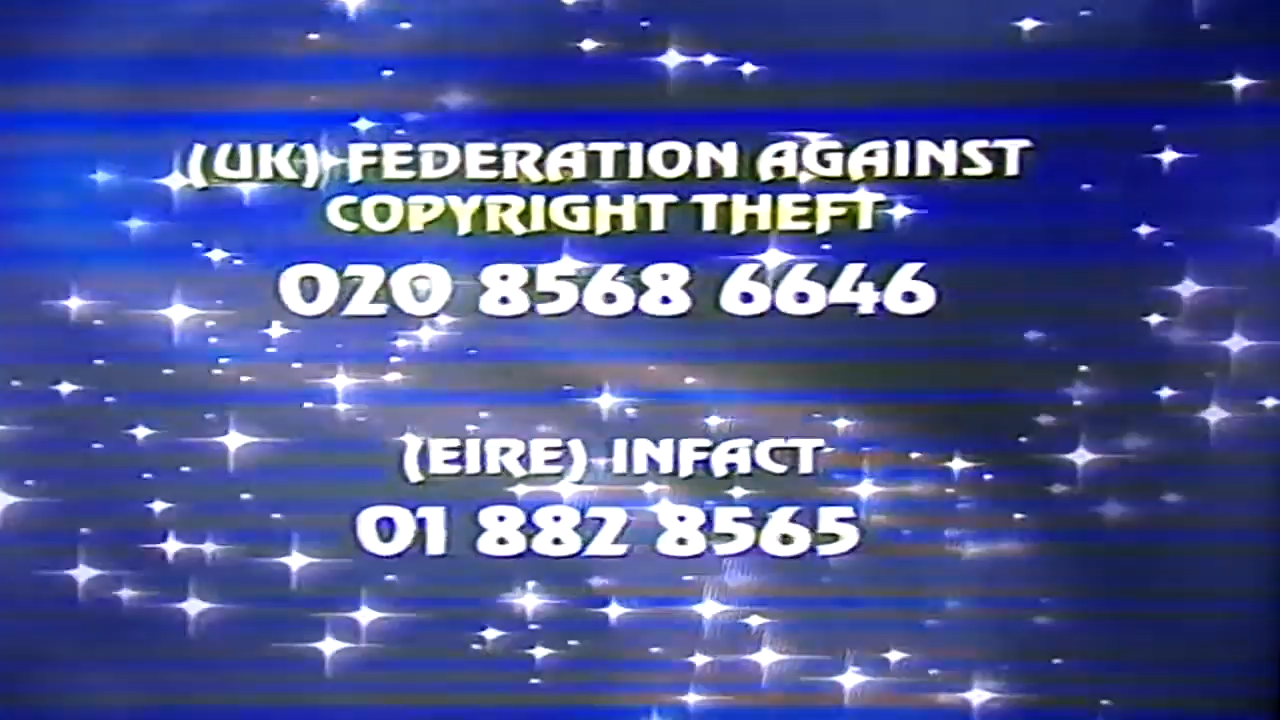 (UK) FEDERATION AGAINST
COPYRIGHT THEFT
020 8568 6646
(EIRE) INFACT
01 882 8565